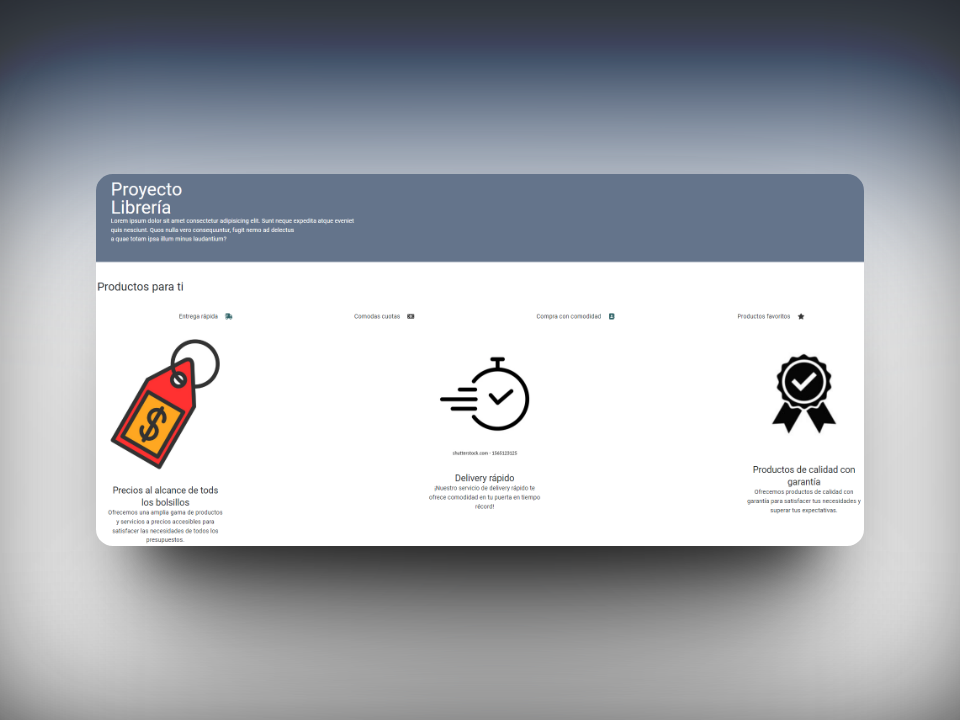 Proyecto
Librería
Lorem ipsum dolor sit amet consectetur adipisicing elit. Sunt neque expedita atque eveniet
quis nesciunt. Quos nulla vero consequuntur, fugit nemo ad delectus
a quae totam ipsa illum minus laudantium?
Productos para ti
Entrega rápida
Comodas cuotas
Compra con comodidad
Productos favoritos
$
shutterstock.com · 1565123125
Precios al alcance de tods
los bolsillos
Ofrecemos una amplia gama de productos
y servicios a precios accesibles para
satisfacer las necesidades de todos los
presupuestos.
Delivery rápido
¡Nuestro servicio de delivery rápido te
ofrece comodidad en tu puerta en tiempo
récord!
Productos de calidad con
garantía
Ofrecemos productos de calidad con
garantía para satisfacer tus necesidades y
superar tus expectativas.